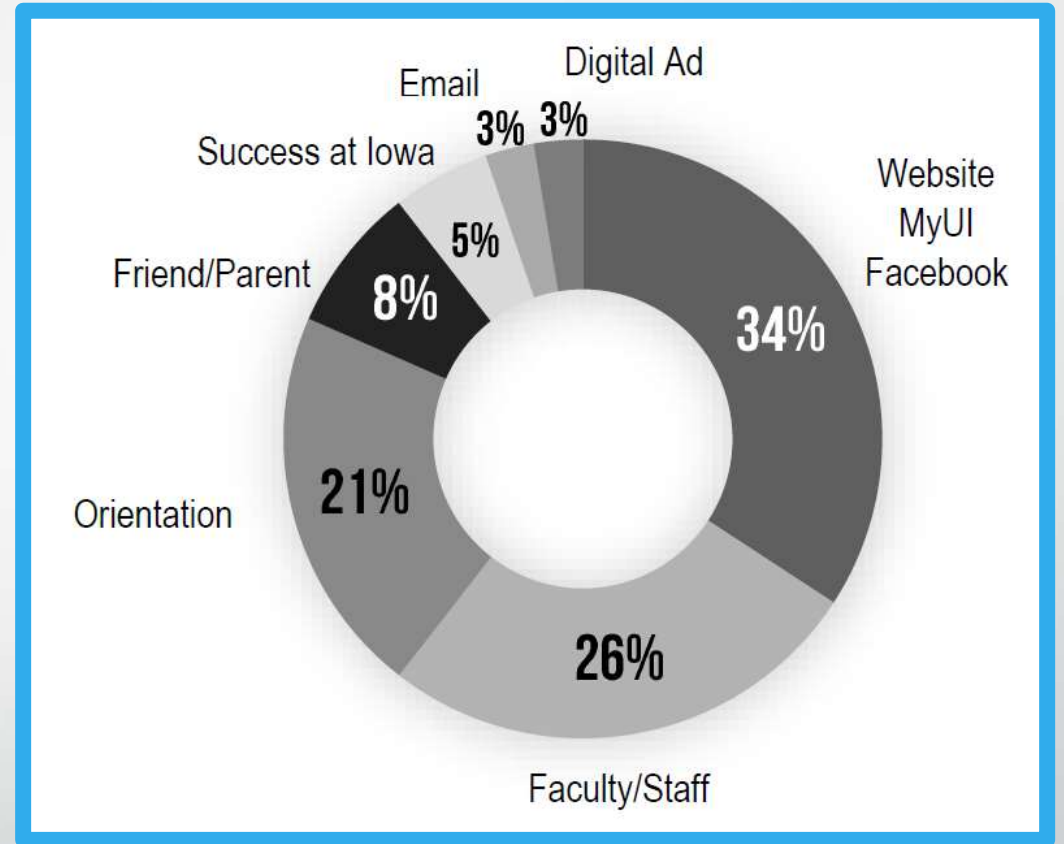 Digital Ad
Email
3% 3%
Success at Iowa
Website
MyUI
Facebook
5%
Friend/Parent
8%
34%
21%
Orientation
26%
Faculty/Staff